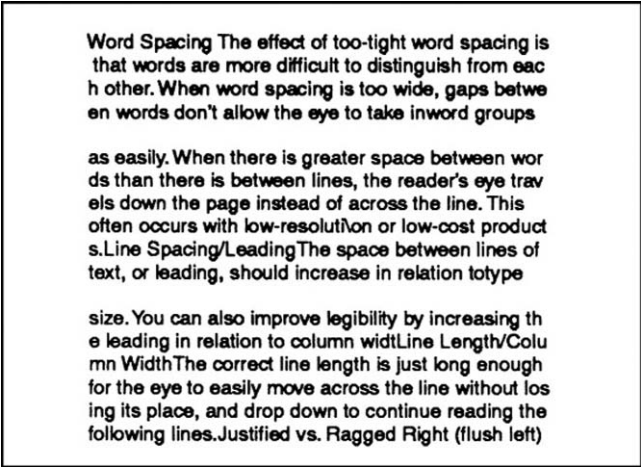 Word Spacing The effect of too-tight word spacing is
that words are more difficult to distinguish from eac
h other. When word spacing is too wide, gaps betwe
en words don't allow the eye to take inword groups
as easily. When there is greater space between wor
ds than there is between lines, the reader's eye trav
els down the page instead of across the line. This
often occurs with low-resoluti\on or low-cost product
s.Line Spacing/LeadingThe space between lines of
text, or leading, should increase in relation totype
size. You can also improve legibility by increasing th
e leading in relation to column widtLine Length/Colu
mn WidthThe correct line length is just long enough
for the eye to easily move across the line without los
ing its place, and drop down to continue reading the
following lines.Justified vs. Ragged Right (flush left)